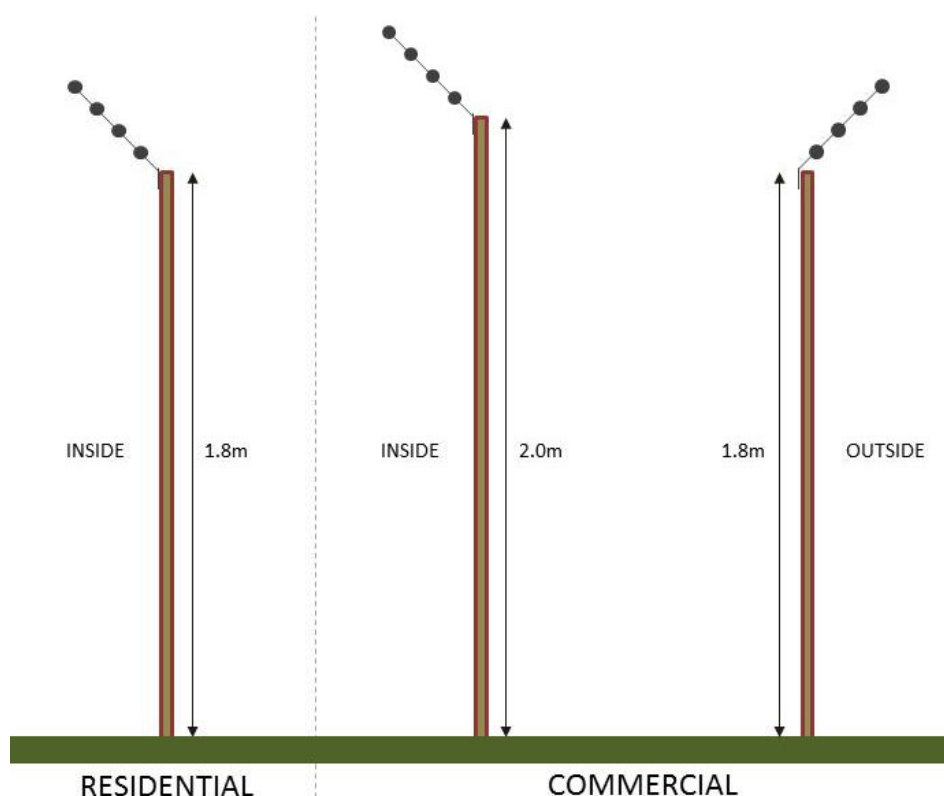 INSIDE
1.8m
INSIDE
2.0m
1.8m
OUTSIDE
RESIDENTIAL
COMMERCIAL